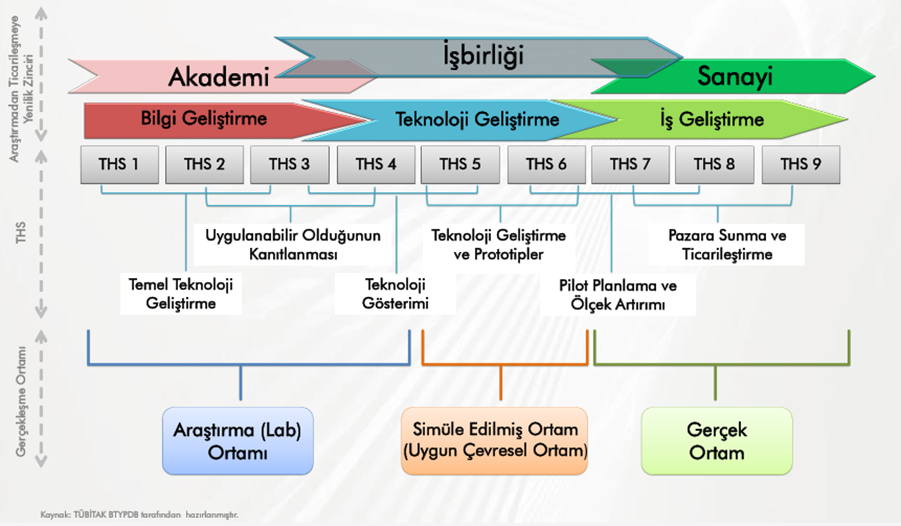 Araştırmadan Ticarileşmeye
Yenilik Zinciri
İşbirliği
Akademi
Sanayi
Bilgi Geliştirme
Teknoloji Geliştirme
İş Geliştirme
THS
THS 1
THS 2
THS 3
THS 4
THS 5
THS 6
THS 7
THS 8
THS 9
Uygulanabilir Olduğunun
Kanıtlanması
Teknoloji Geliştirme
ve Prototipler
Pazara Sunma ve
Ticarileştirme
Temel Teknoloji
Geliştirme
Teknoloji
Gösterimi
Pilot Planlama ve
Ölçek Artırımı
Gerçekleşme Ortamı
Araştırma (Lab)
Ortamı
Simüle Edilmiş Ortam
(Uygun Çevresel Ortam)
Gerçek
Ortam
Kaynak: TÜBİTAK BTYPDB tarafından hazırlanmıştır.